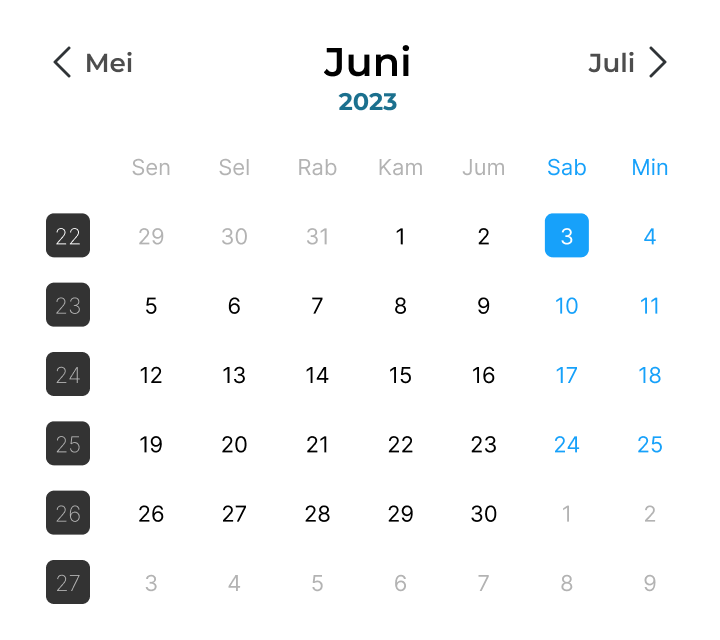 Mei Juni Juli
2023
Sen Sel Rab Kam Jum Sab Min
22 29 30 31 1 2 3 4
23 5 6 7 8 9 10 11
24 12 13 14 15 16 17 18
25 19 20 21 22 23 24 25
26 26 27 28 29 30 1 2
27 3 4 5 6 7 8 9